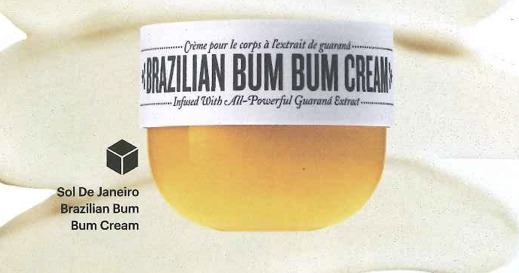 Crème pour le corps à l'extrait de guaraná
BRAZILIAN BUM BUM CREAM
Infused With All-Powerful Guaraná Extract
Sol De Janeiro
Brazilian Bum
Bum Cream